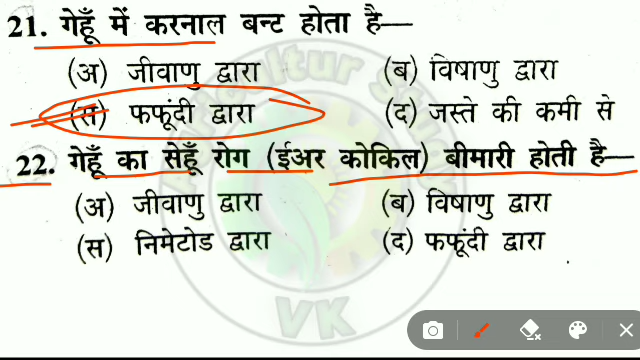 21. गेहूँ में करनाल बन्ट होता है—
(अ) जीवाणु द्वारा (ब) विषाणु द्वारा
(स) फफूंदी द्वारा (द) जस्ते की कमी से
22. गेहूँ का सेहूँ रोग (ईअर कोकिल) बीमारी होती है—
(अ) जीवाणु द्वारा (ब) विषाणु द्वारा
(स) निमेटोड द्वारा (द) फफूंदी द्वारा
VK